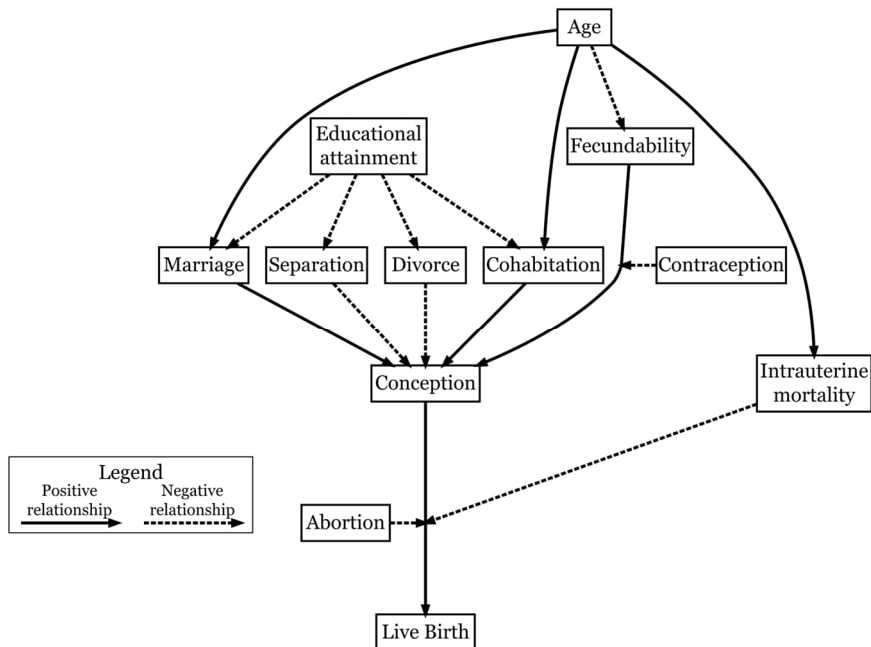 Age
Educational
attainment
Fecundability
Marriage
Separation
Divorce
Cohabitation
Contraception
Conception
Intrauterine
mortality
Legend
Positive
relationship
Negative
relationship
Abortion
Live Birth